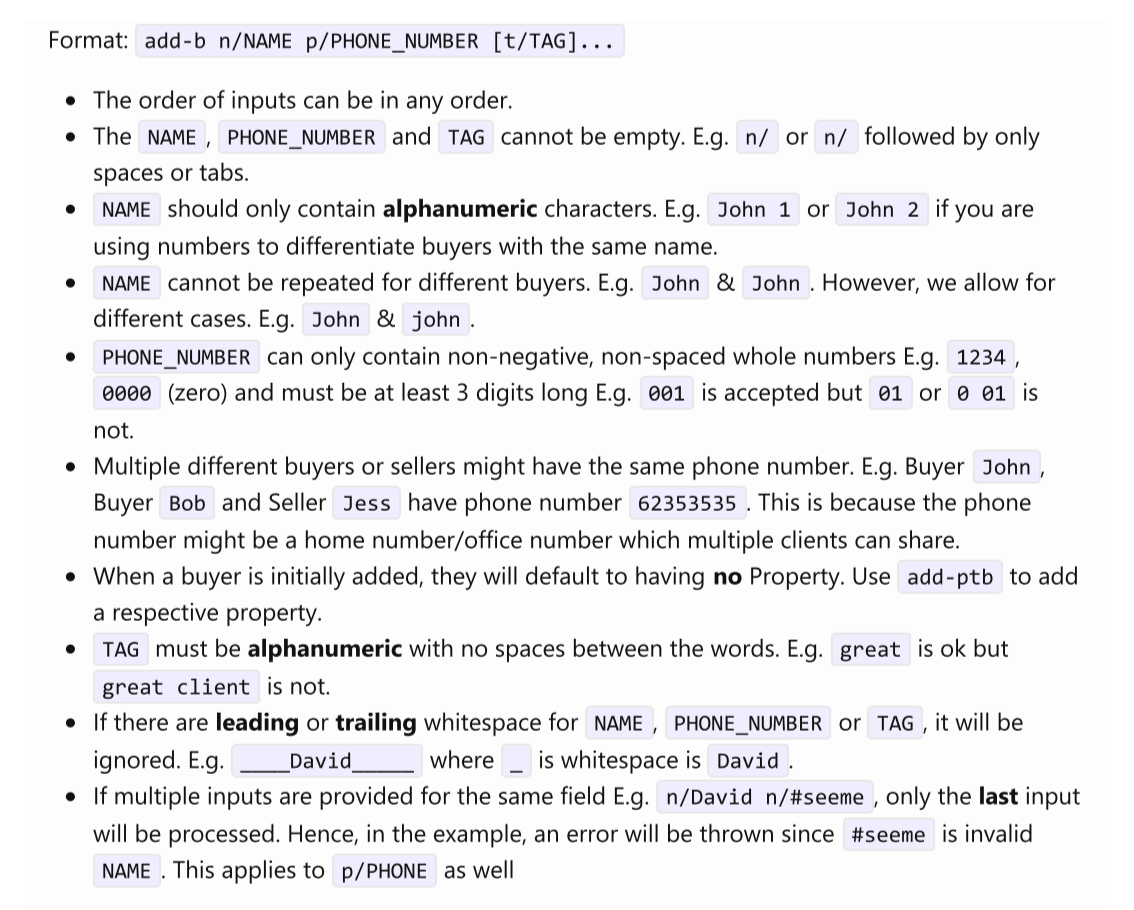 Format: add-b n/NAME p/PHONE_NUMBER [t/TAG]...
• The order of inputs can be in any order.
• The NAME, PHONE_NUMBER and TAG cannot be empty. E.g. n/ or n/ followed by only
spaces or tabs.
• NAME should only contain alphanumeric characters. E.g. John 1 or John 2 if you are
using numbers to differentiate buyers with the same name.
• NAME cannot be repeated for different buyers. E.g. John & John. However, we allow for
different cases. E.g. John & john.
• PHONE_NUMBER can only contain non-negative, non-spaced whole numbers E.g. 1234,
0000 (zero) and must be at least 3 digits long E.g. 001 is accepted but 01 or 0 01 is
not.
• Multiple different buyers or sellers might have the same phone number. E.g. Buyer John,
Buyer Bob and Seller Jess have phone number 62353535. This is because the phone
number might be a home number/office number which multiple clients can share.
• When a buyer is initially added, they will default to having no Property. Use add-ptb to add
a respective property.
• TAG must be alphanumeric with no spaces between the words. E.g. great is ok but
great client is not.
• If there are leading or trailing whitespace for NAME, PHONE_NUMBER or TAG, it will be
ignored. E.g. ____David_____ where _ is whitespace is David.
• If multiple inputs are provided for the same field E.g. n/David n/#seeme, only the last input
will be processed. Hence, in the example, an error will be thrown since #seeme is invalid
NAME. This applies to p/PHONE as well